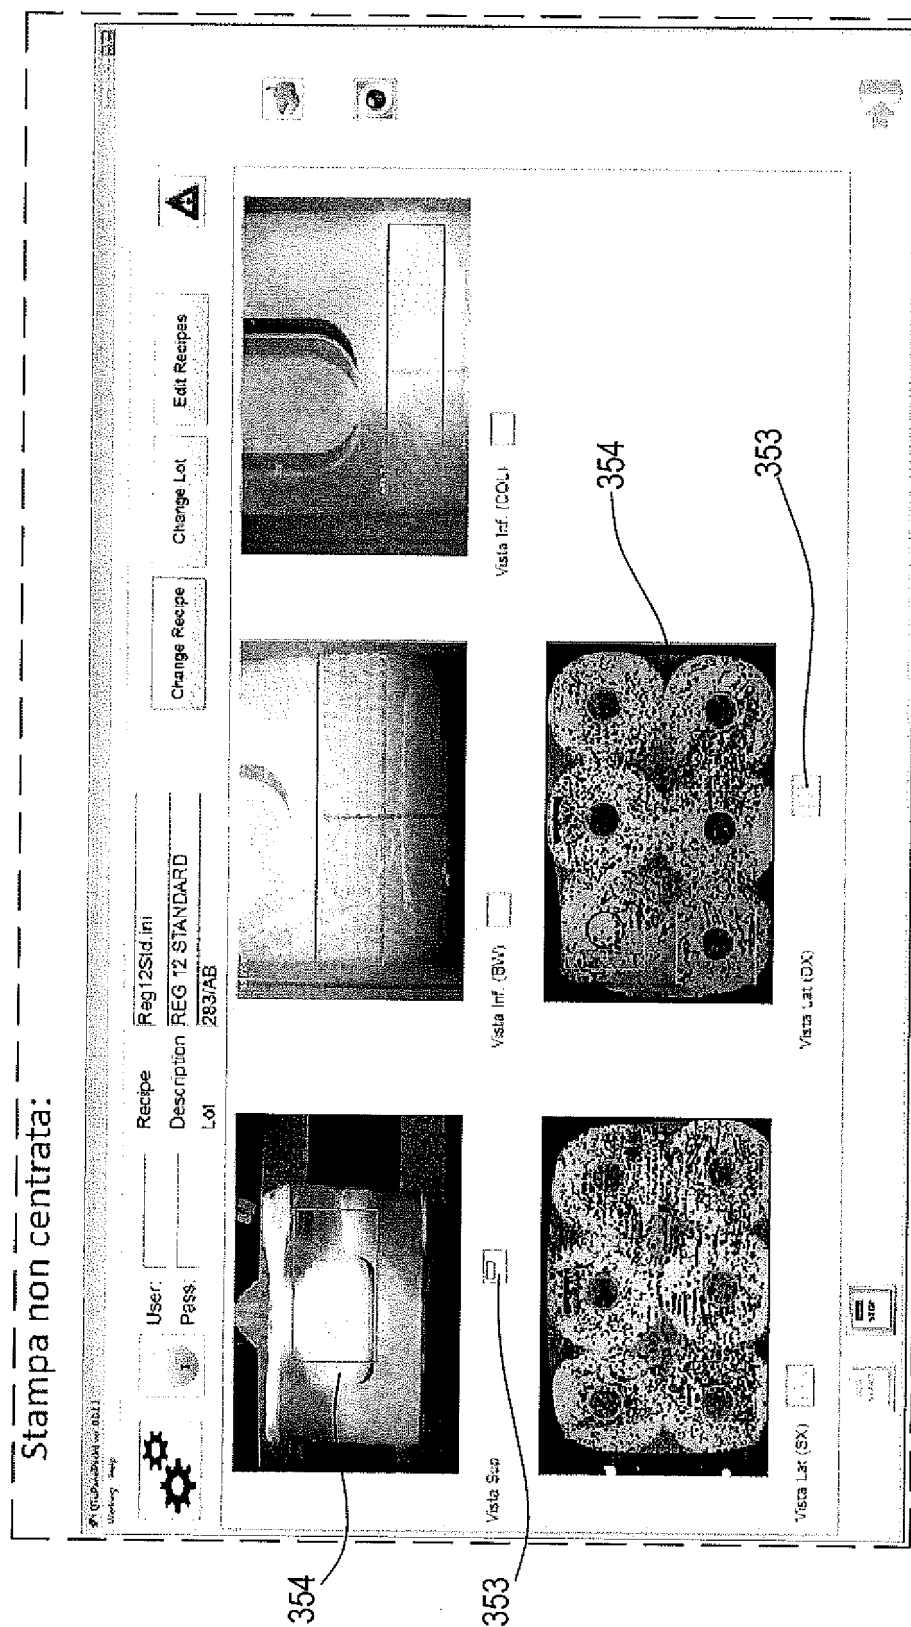 Stampa non centrata:
User:
Pass:
Recipe
Reg12Std.ini
Description
REG 12 STANDARD
Lot
283/AB
Change Recipe
Change Lot
Edit Recipes
Vista Sup
Vista Inf. (BW)
Vista Inf. (COL)
Vista Lat (SX)
Vista Lat (DX)
STOP
354
353
354
353